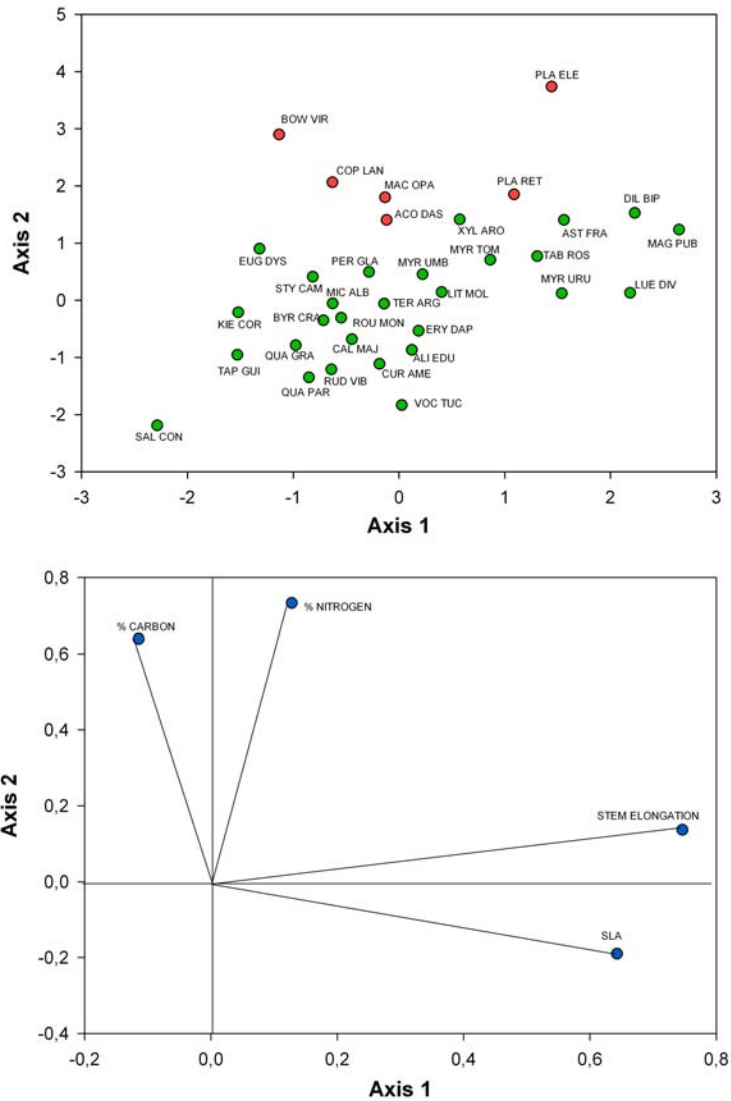 5
PLA ELE
4
BOW VIR
3
COP LAN
MAC OPA
PLA RET
2
DIL BIP
ACO DAS
XYL ARO
AST FRA
MAG PUB
1
EUG DYS
PER GLA
MYR UMB
MYR TOM
TAB ROS
STY CAM
MIC ALB
LIT MOL
MYR URU
LUE DIV
0
TER ARG
KIE COR
BYR CRA
ROU MON
ERY DAP
-1
TAP GUI
QUA GRA
CAL MAJ
ALI EDU
QUA PAR
RUD VIB
CUR AME
VOC TUC
-2
SAL CON
-3
Axis 2
-3 -2 -1 0 1 2 3
Axis 1
0,8
% CARBON
% NITROGEN
0,6
0,4
0,2
STEM ELONGATION
0,0
SLA
-0,2
-0,4
Axis 2
-0,2 0,0 0,2 0,4 0,6 0,8
Axis 1